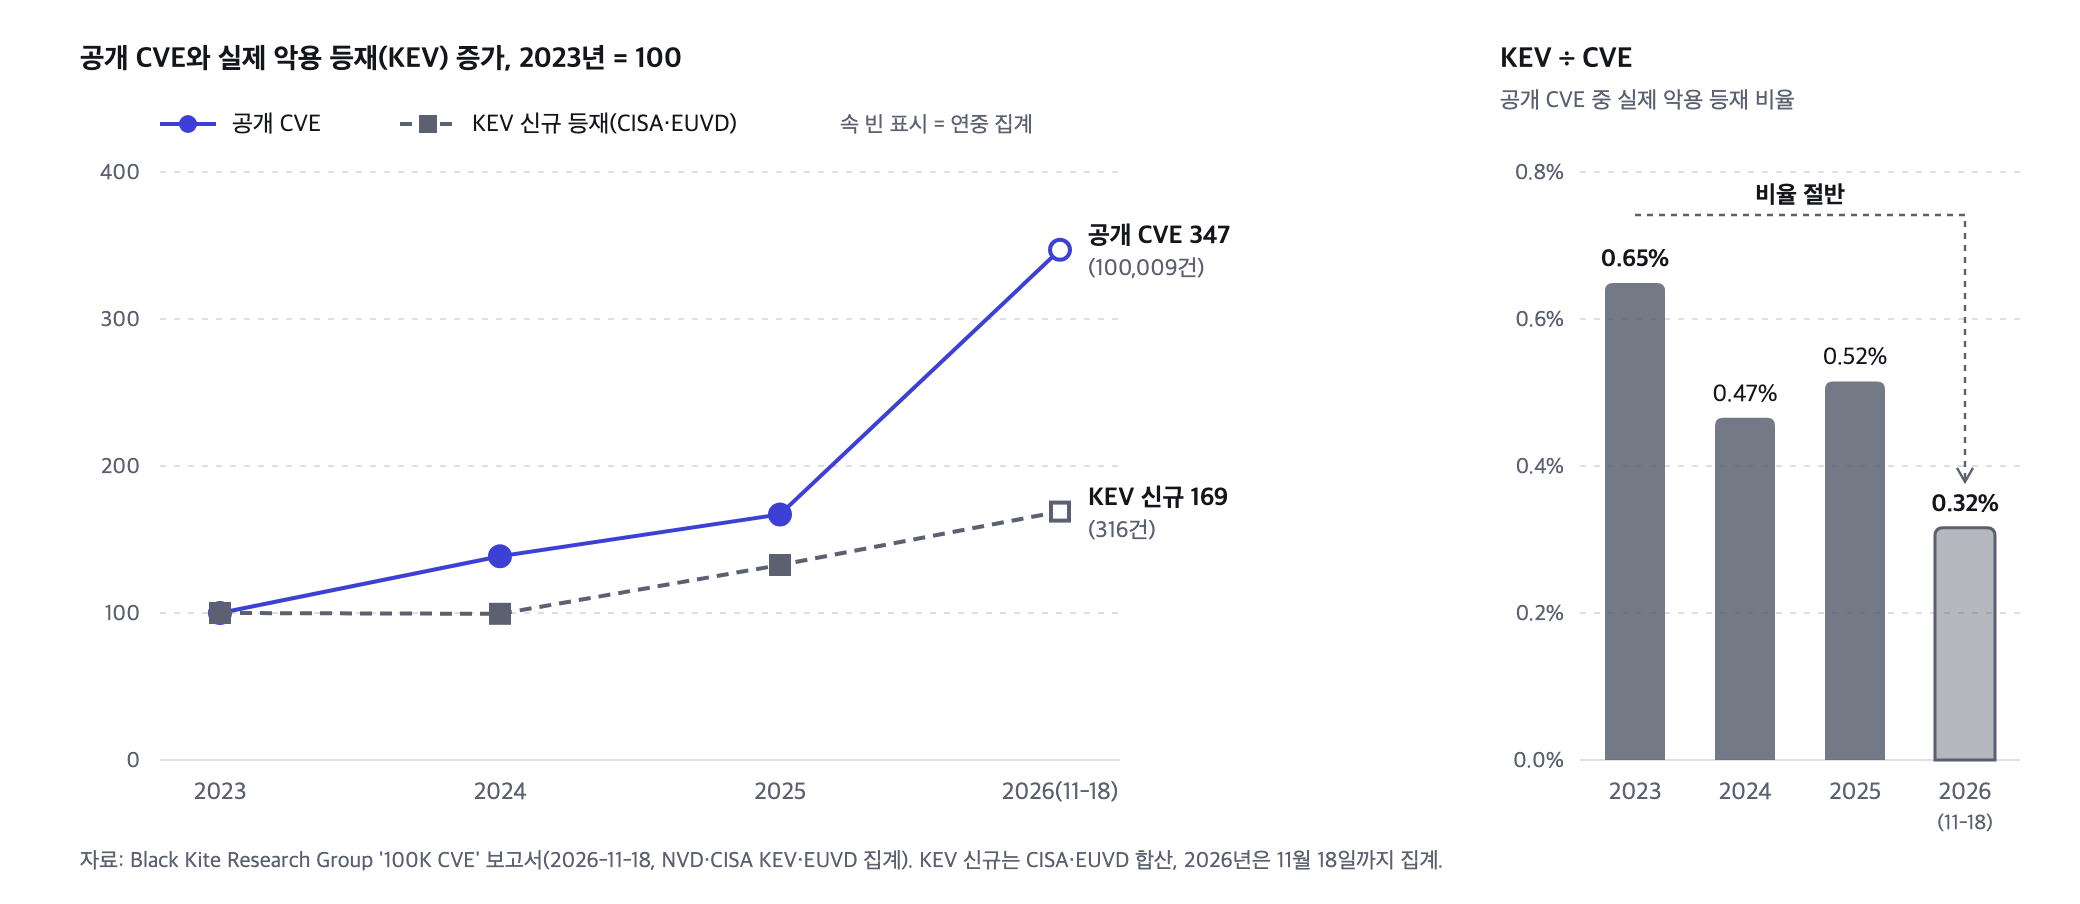 공개 CVE와 실제 악용 등재(KEV) 증가, 2023년 = 100
공개 CVE
KEV 신규 등재(CISA·EUVD)
속 빈 표시 = 연중 집계
400
300
200
100
0
공개 CVE 347
(100,009건)
KEV 신규 169
(316건)
2023
2024
2025
2026(11-18)
KEV ÷ CVE
공개 CVE 중 실제 악용 등재 비율
0.8%
0.6%
0.4%
0.2%
0.0%
비율 절반
0.65%
0.47%
0.52%
0.32%
2023
2024
2025
2026
(11-18)
자료: Black Kite Research Group '100K CVE' 보고서(2026-11-18, NVD·CISA KEV·EUVD 집계). KEV 신규는 CISA·EUVD 합산, 2026년은 11월 18일까지 집계.